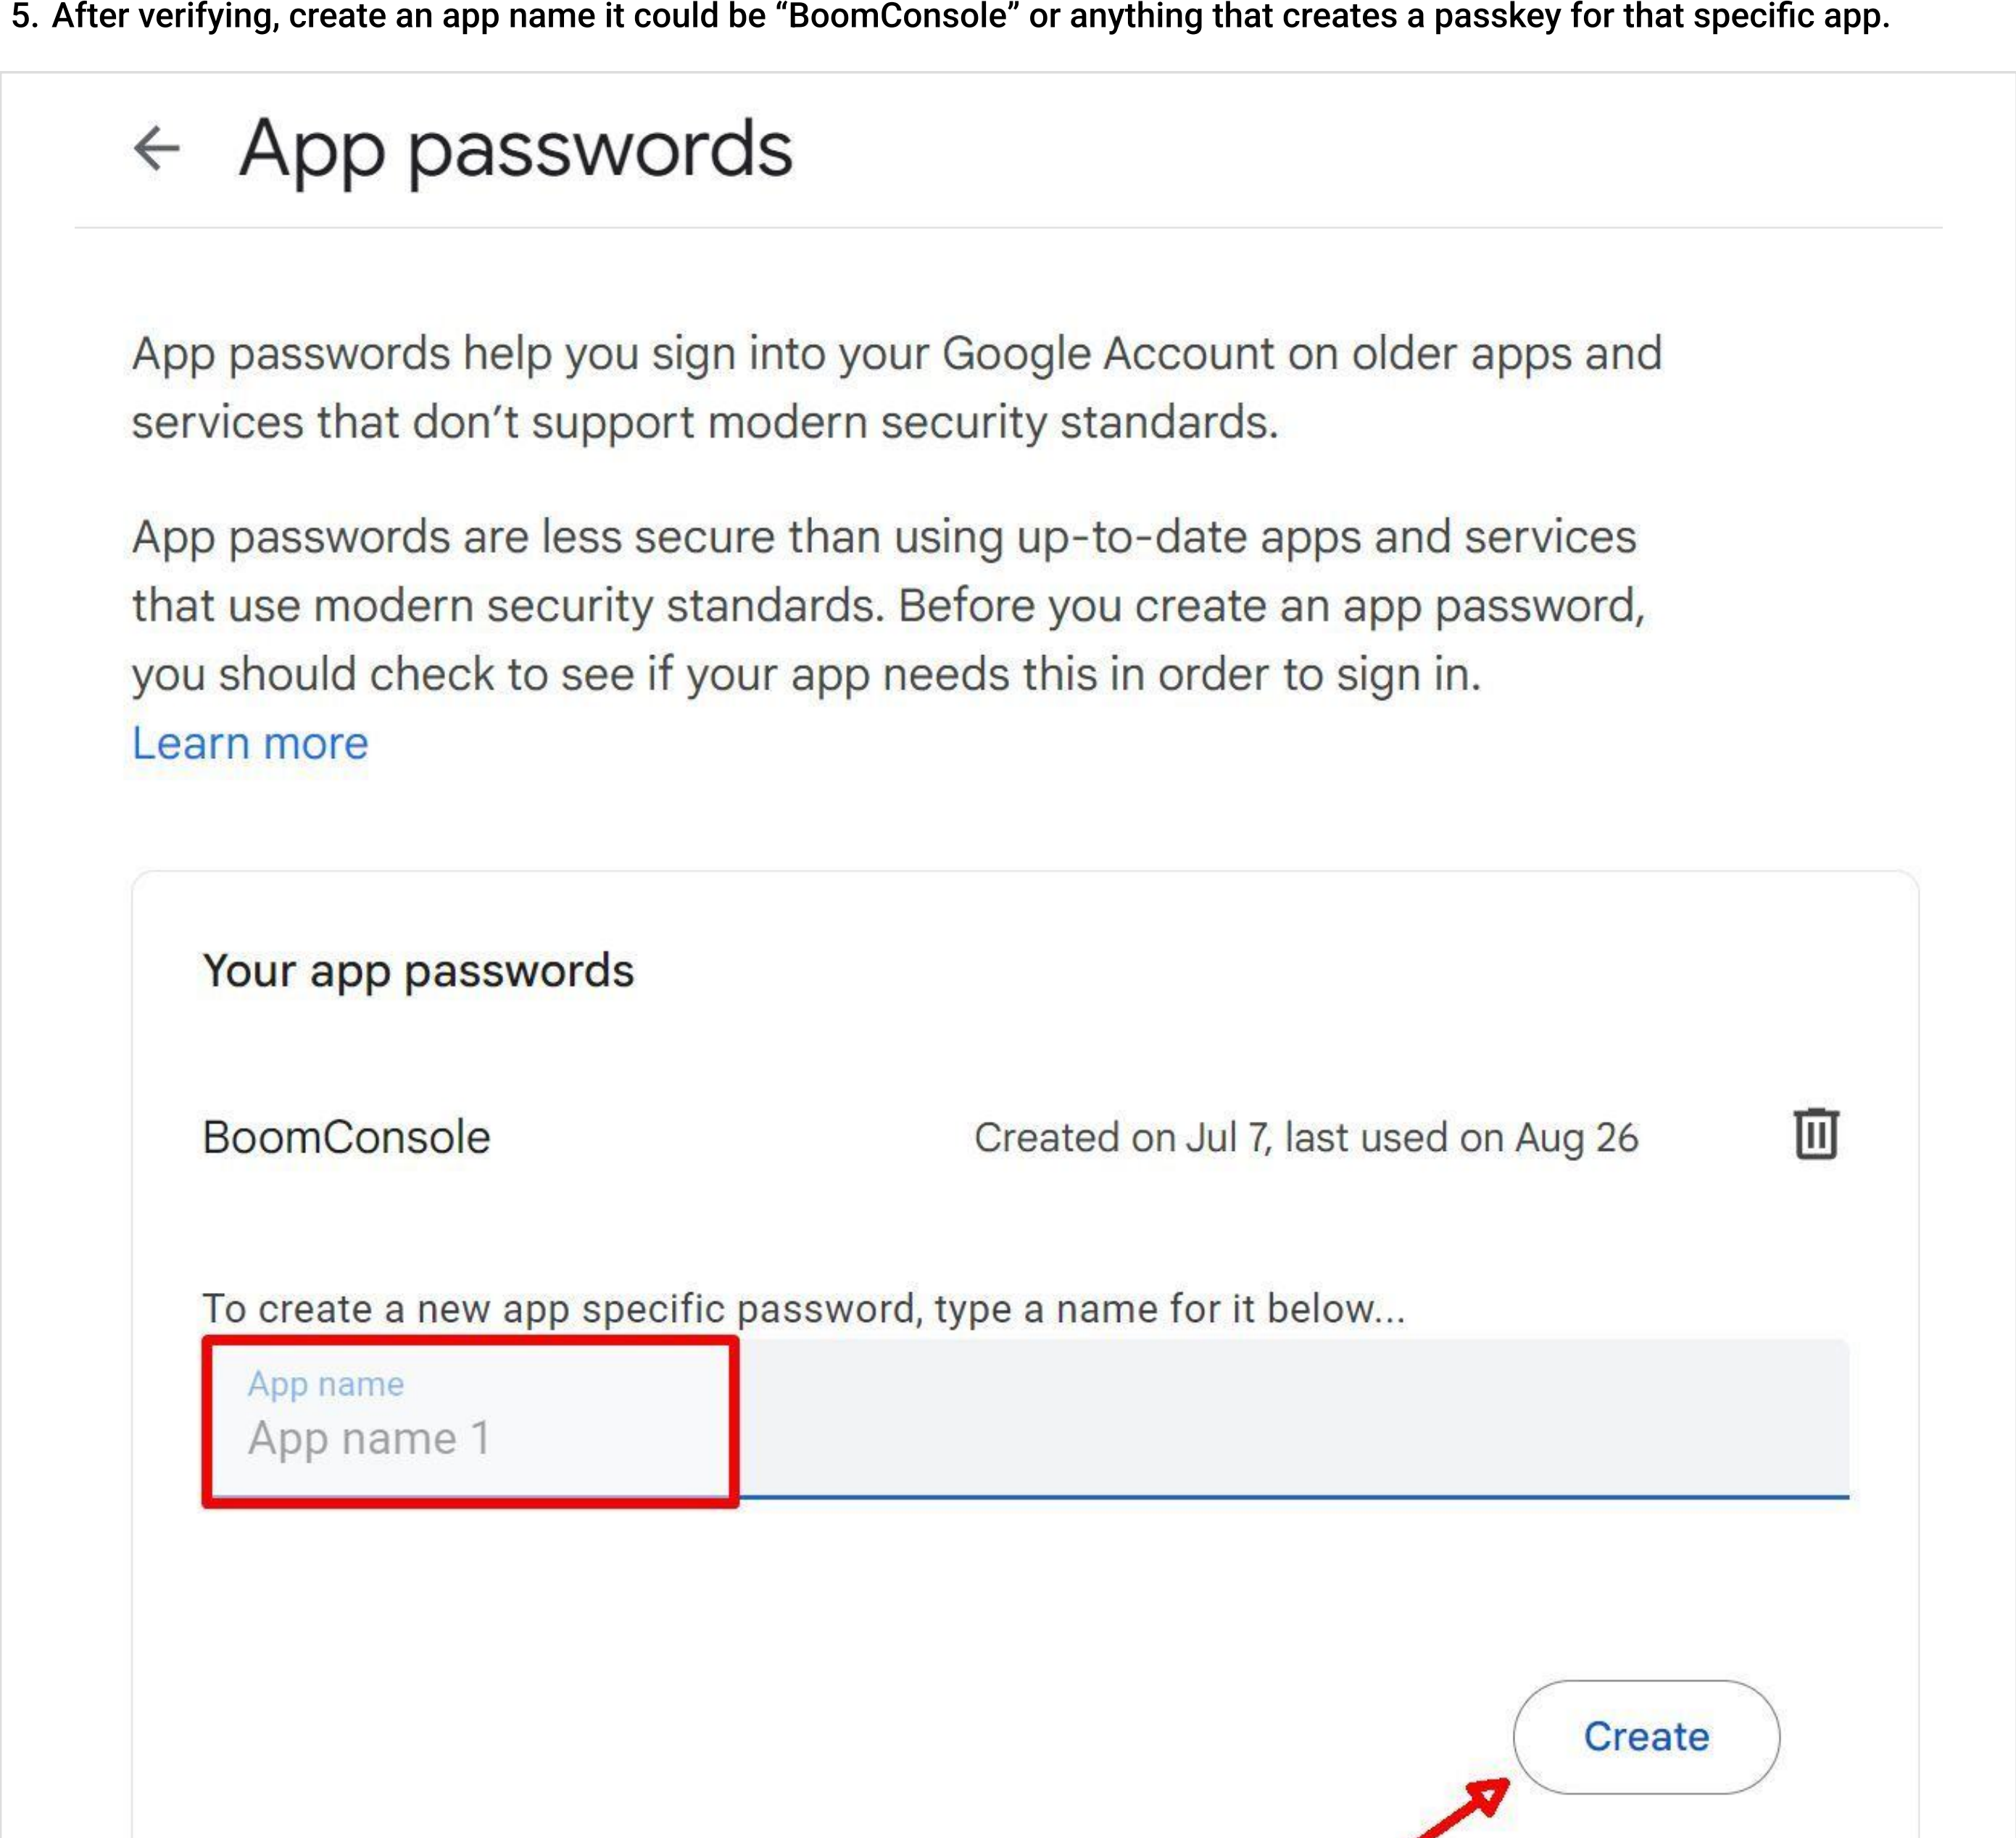 5. After verifying, create an app name it could be “BoomConsole” or anything that creates a passkey for that specific app.
App passwords
App passwords help you sign into your Google Account on older apps and
services that don’t support modern security standards.
App passwords are less secure than using up-to-date apps and services
that use modern security standards. Before you create an app password,
you should check to see if your app needs this in order to sign in.
Learn more
Your app passwords
BoomConsole Created on Jul 7, last used on Aug 26
To create a new app specific password, type a name for it below...
App name
App name 1
Create